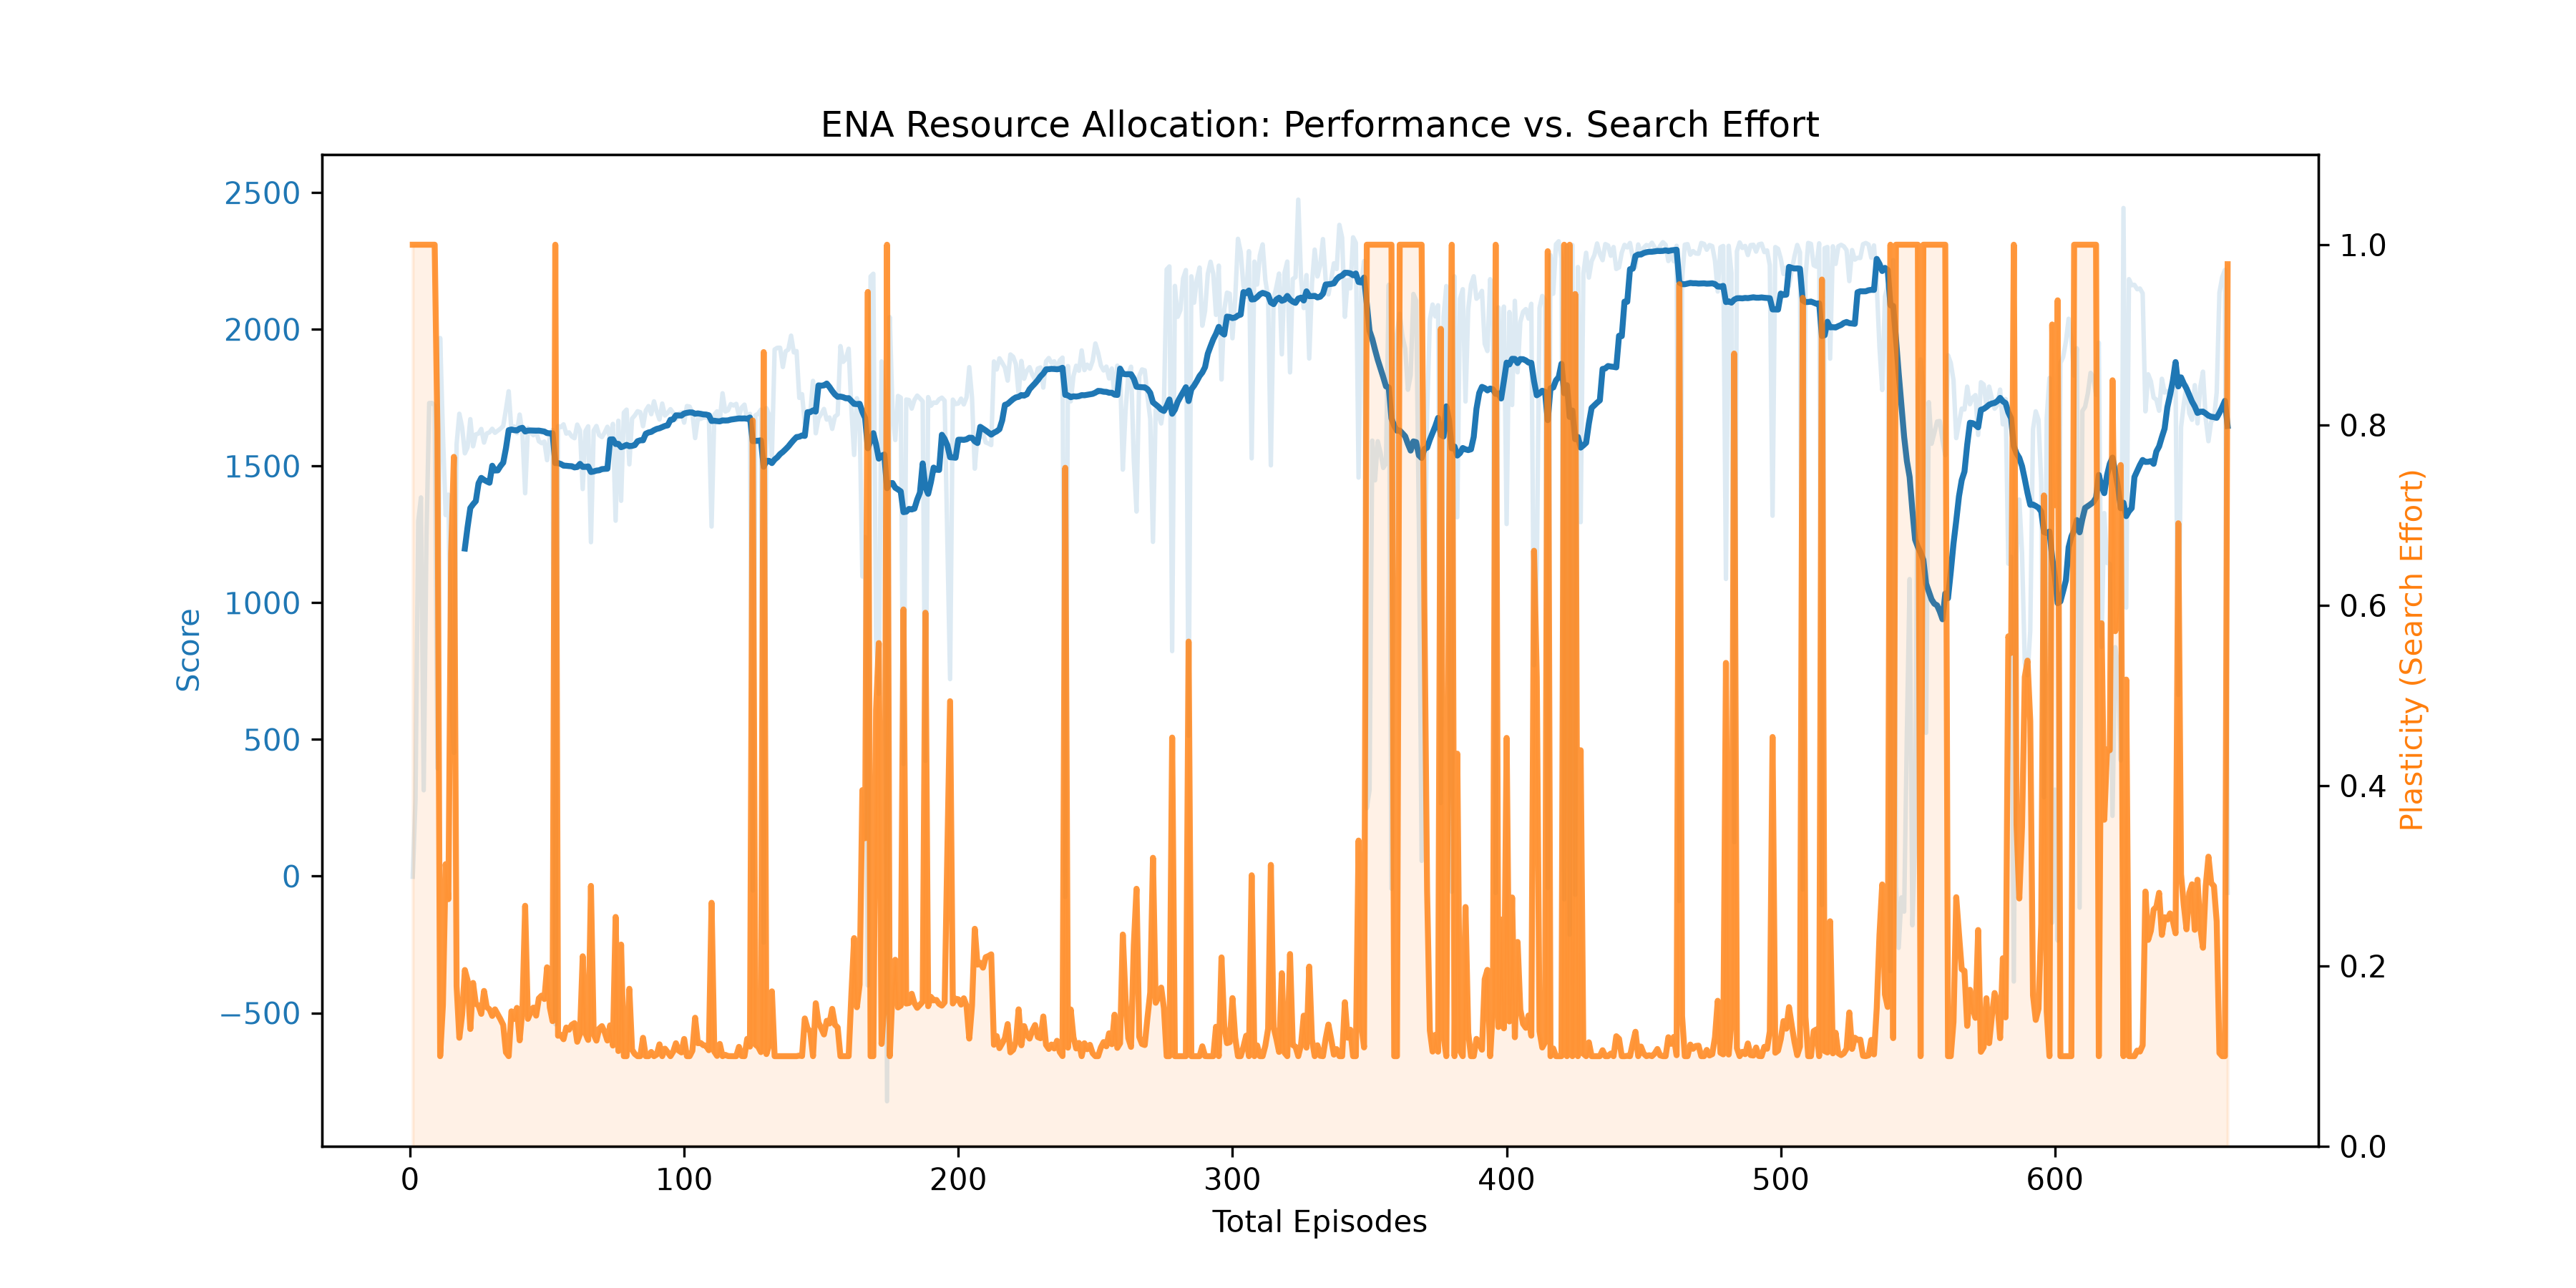 ENA Resource Allocation: Performance vs. Search Effort
2500
2000
1500
1000
500
0
−500
Score
1.0
0.8
0.6
0.4
0.2
0.0
Plasticity (Search Effort)
0 100 200 300 400 500 600
Total Episodes